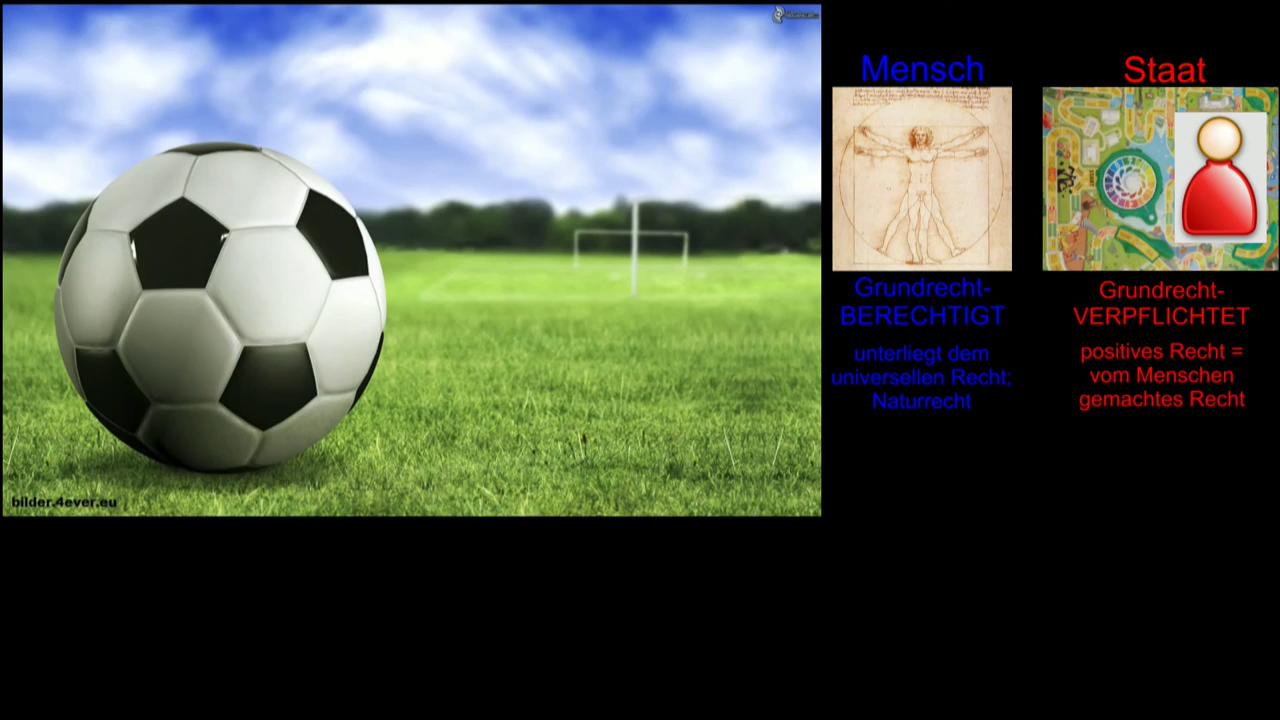 bilder.4ever.eu
Mensch
Grundrecht-
BERECHTIGT
unterliegt dem
universellen Recht;
Naturrecht
Staat
Grundrecht-
VERPFLICHTET
positives Recht =
vom Menschen
gemachtes Recht